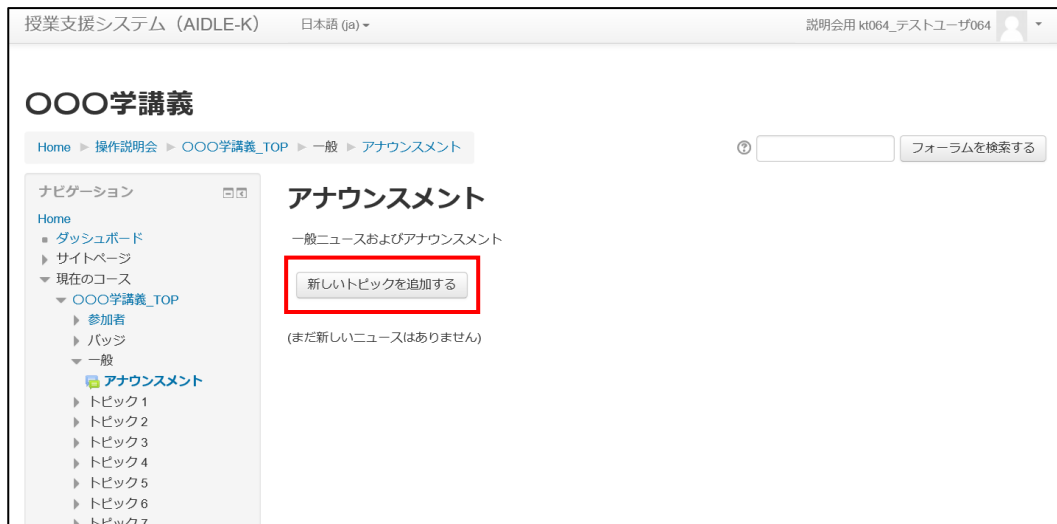 授業支援システム（AIDLE-K） 日本語 (ja) 説明会用 kt064_テストユーザ064
〇〇〇学講義
Home 操作説明会 〇〇〇学講義_TOP 一般 アナウンスメント フォーラムを検索する
ナビゲーション
Home
ダッシュボード
サイトページ
現在のコース
〇〇〇学講義_TOP
参加者
バッジ
一般
アナウンスメント
トピック 1
トピック 2
トピック 3
トピック 4
トピック 5
トピック 6
トピック 7
アナウンスメント
一般ニュースおよびアナウンスメント
新しいトピックを追加する
(まだ新しいニュースはありません)